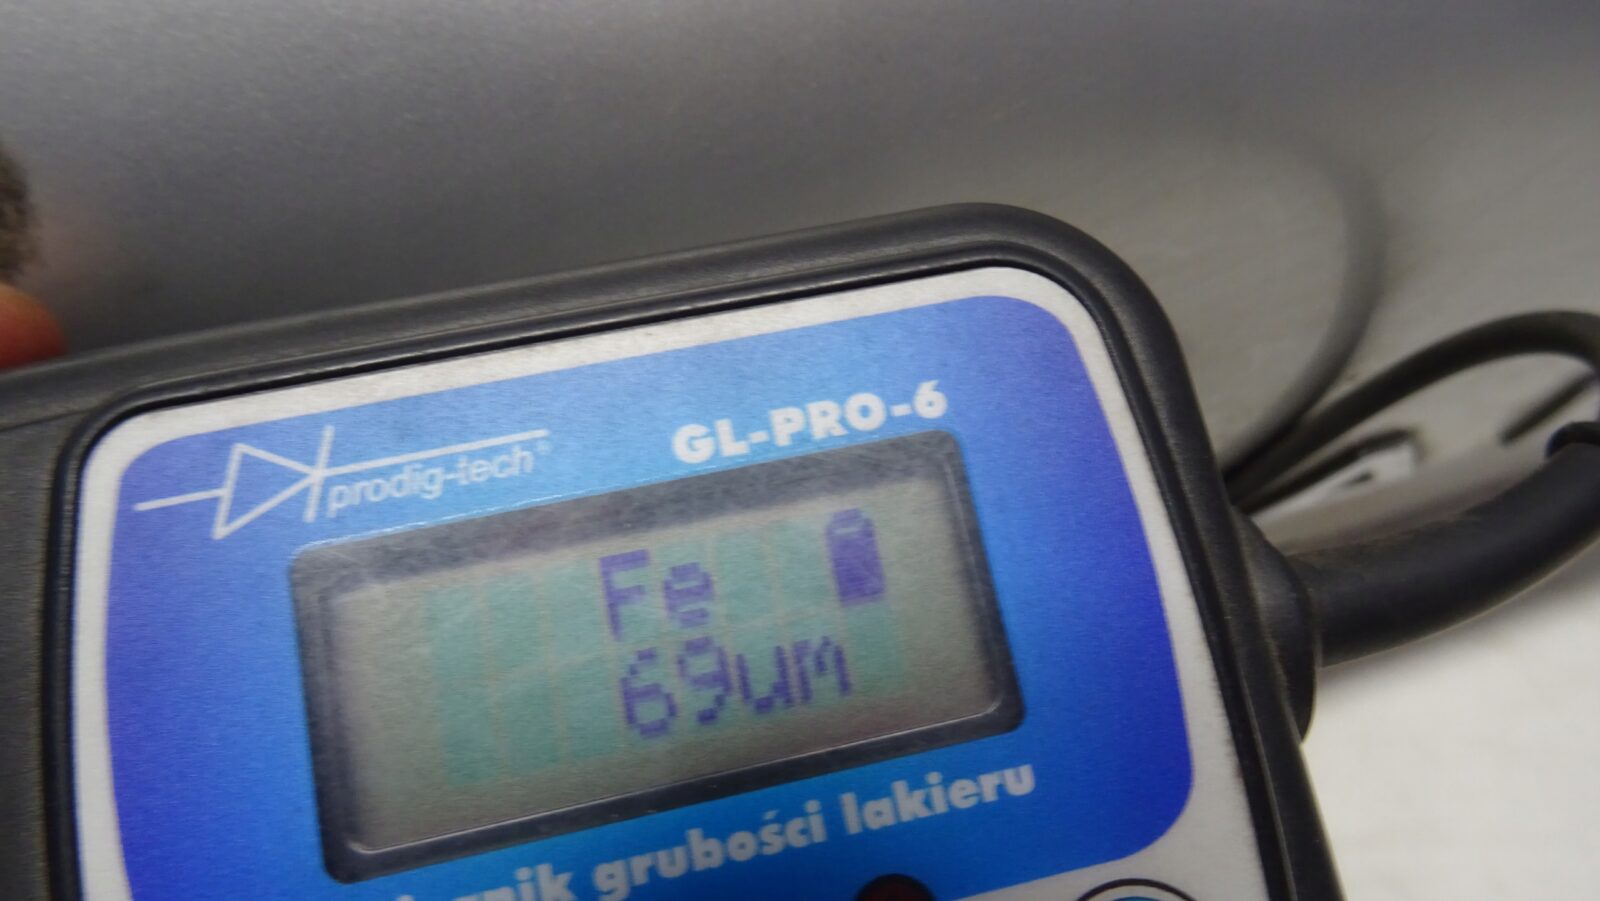 prodig-tech®
GL-PRO-6
Fe
69um
grubości lakieru